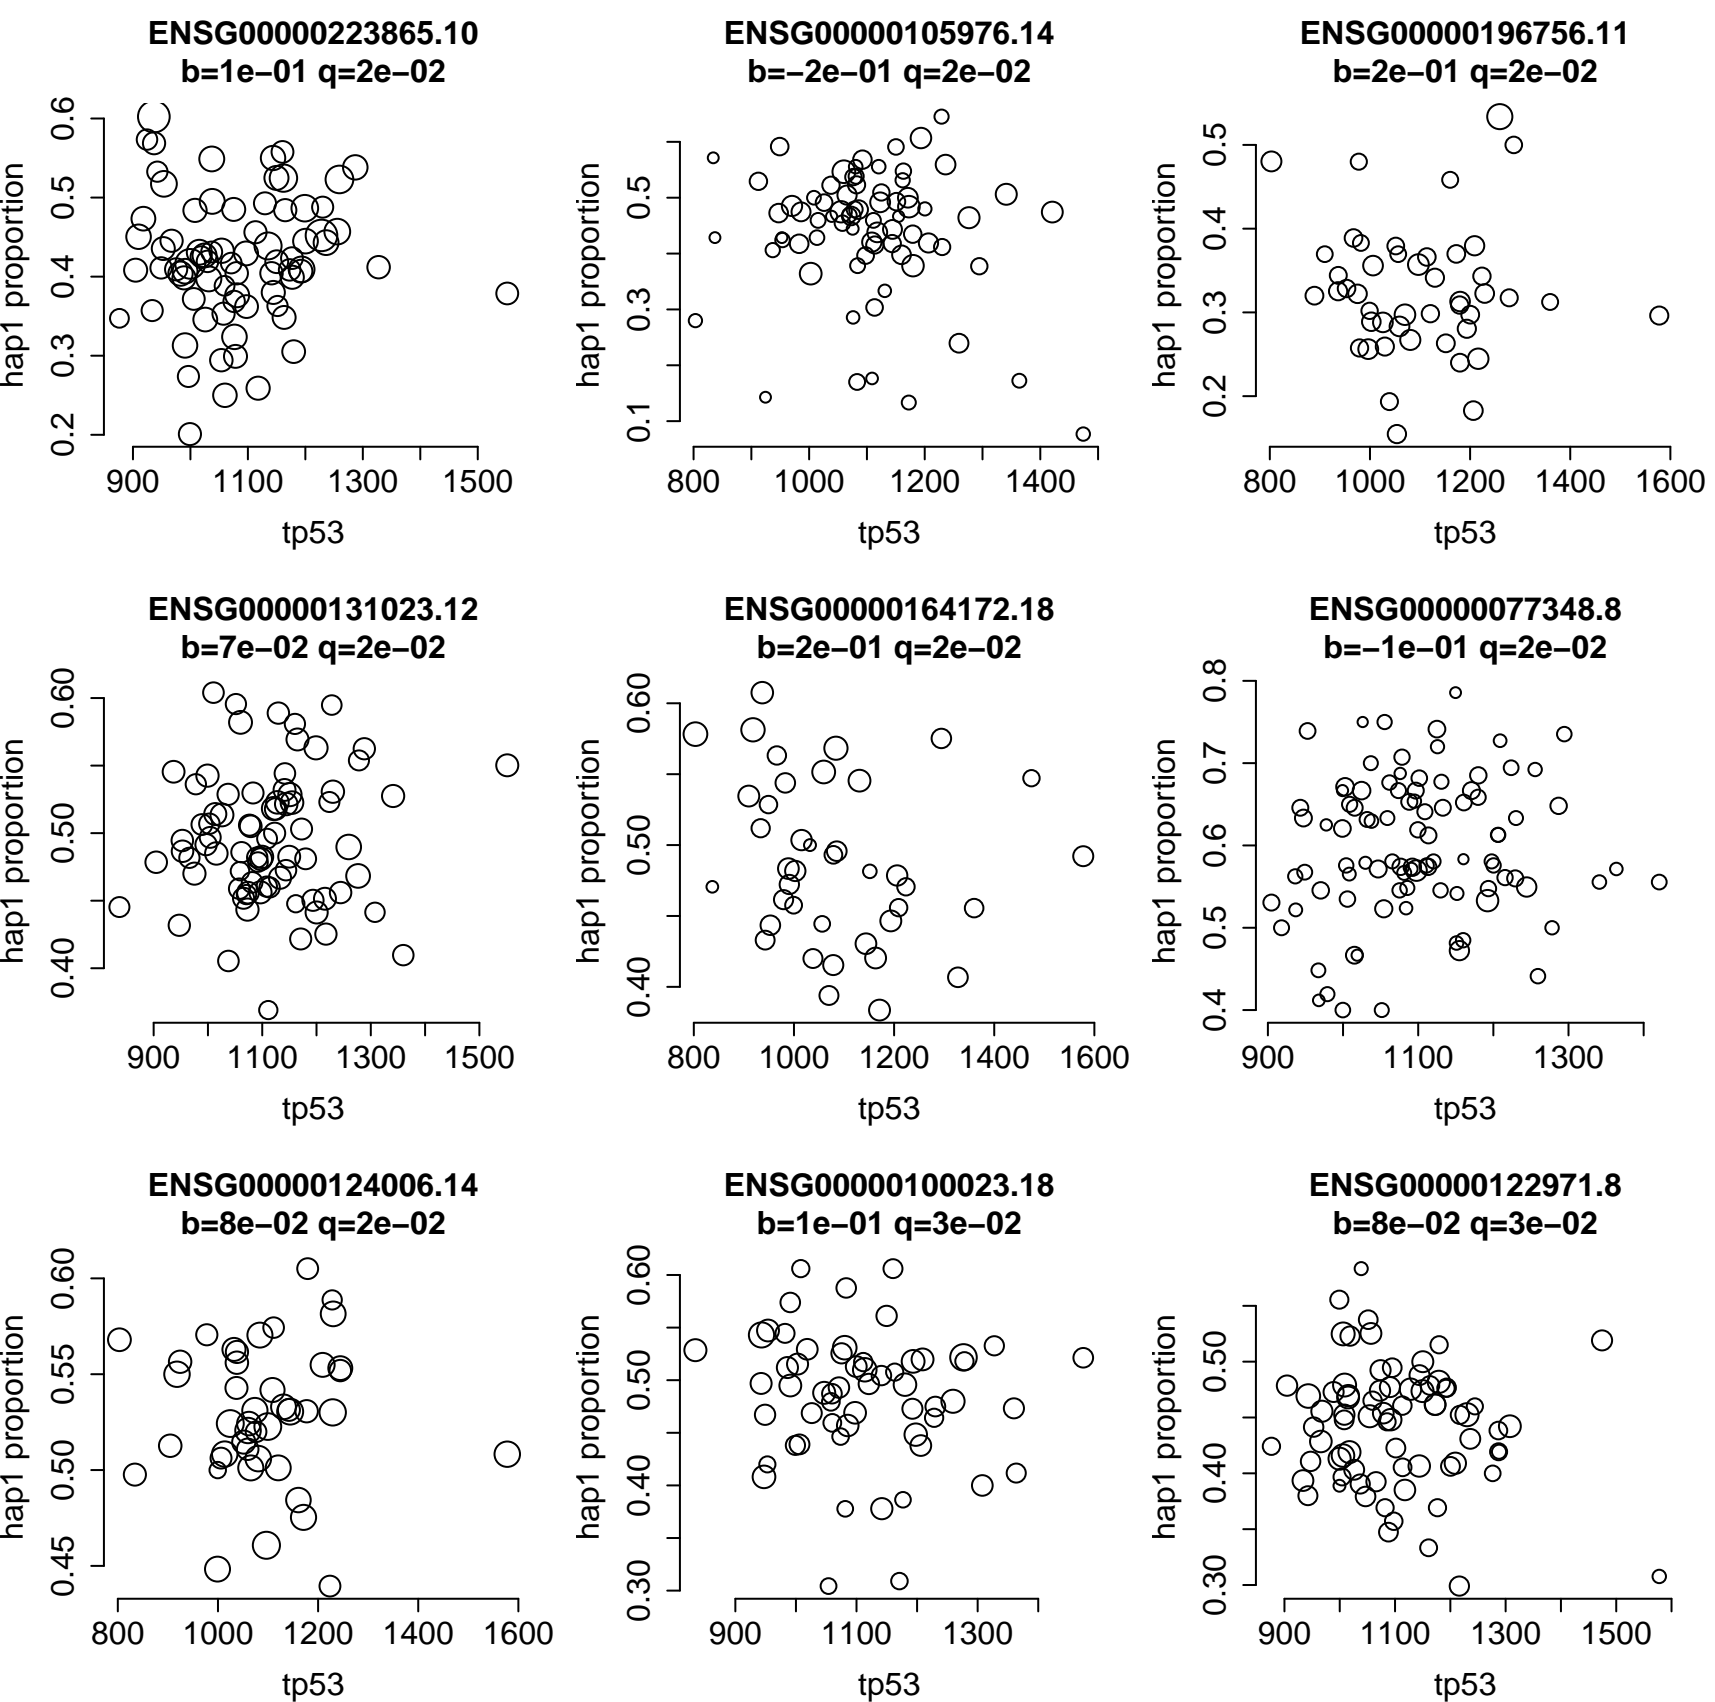 ENSG00000223865.10
b=1e−01 q=2e−02
hap1 proportion
0.2 0.3 0.4 0.5 0.6
900 1100 1300 1500
tp53
ENSG00000105976.14
b=−2e−01 q=2e−02
hap1 proportion
0.1 0.3 0.5
800 1000 1200 1400
tp53
ENSG00000196756.11
b=2e−01 q=2e−02
hap1 proportion
0.2 0.3 0.4 0.5
800 1000 1200 1400 1600
tp53
ENSG00000131023.12
b=7e−02 q=2e−02
hap1 proportion
0.40 0.50 0.60
900 1100 1300 1500
tp53
ENSG00000164172.18
b=2e−01 q=2e−02
hap1 proportion
0.40 0.50 0.60
800 1000 1200 1400 1600
tp53
ENSG00000077348.8
b=−1e−01 q=2e−02
hap1 proportion
0.4 0.5 0.6 0.7 0.8
900 1100 1300
tp53
ENSG00000124006.14
b=8e−02 q=2e−02
hap1 proportion
0.45 0.50 0.55 0.60
800 1000 1200 1400 1600
tp53
ENSG00000100023.18
b=1e−01 q=3e−02
hap1 proportion
0.30 0.40 0.50 0.60
900 1100 1300
tp53
ENSG00000122971.8
b=8e−02 q=3e−02
hap1 proportion
0.30 0.40 0.50
900 1100 1300 1500
tp53